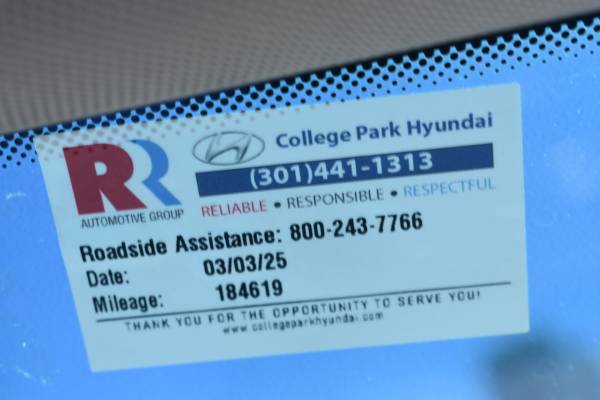 RR
AUTOMOTIVE GROUP
College Park Hyundai
(301)441-1313
RELIABLE • RESPONSIBLE • RESPECTFUL
Roadside Assistance: 800-243-7766
Date: 03/03/25
Mileage: 184619
THANK YOU FOR THE OPPORTUNITY TO SERVE YOU!
www.collegeparkhyundai.com